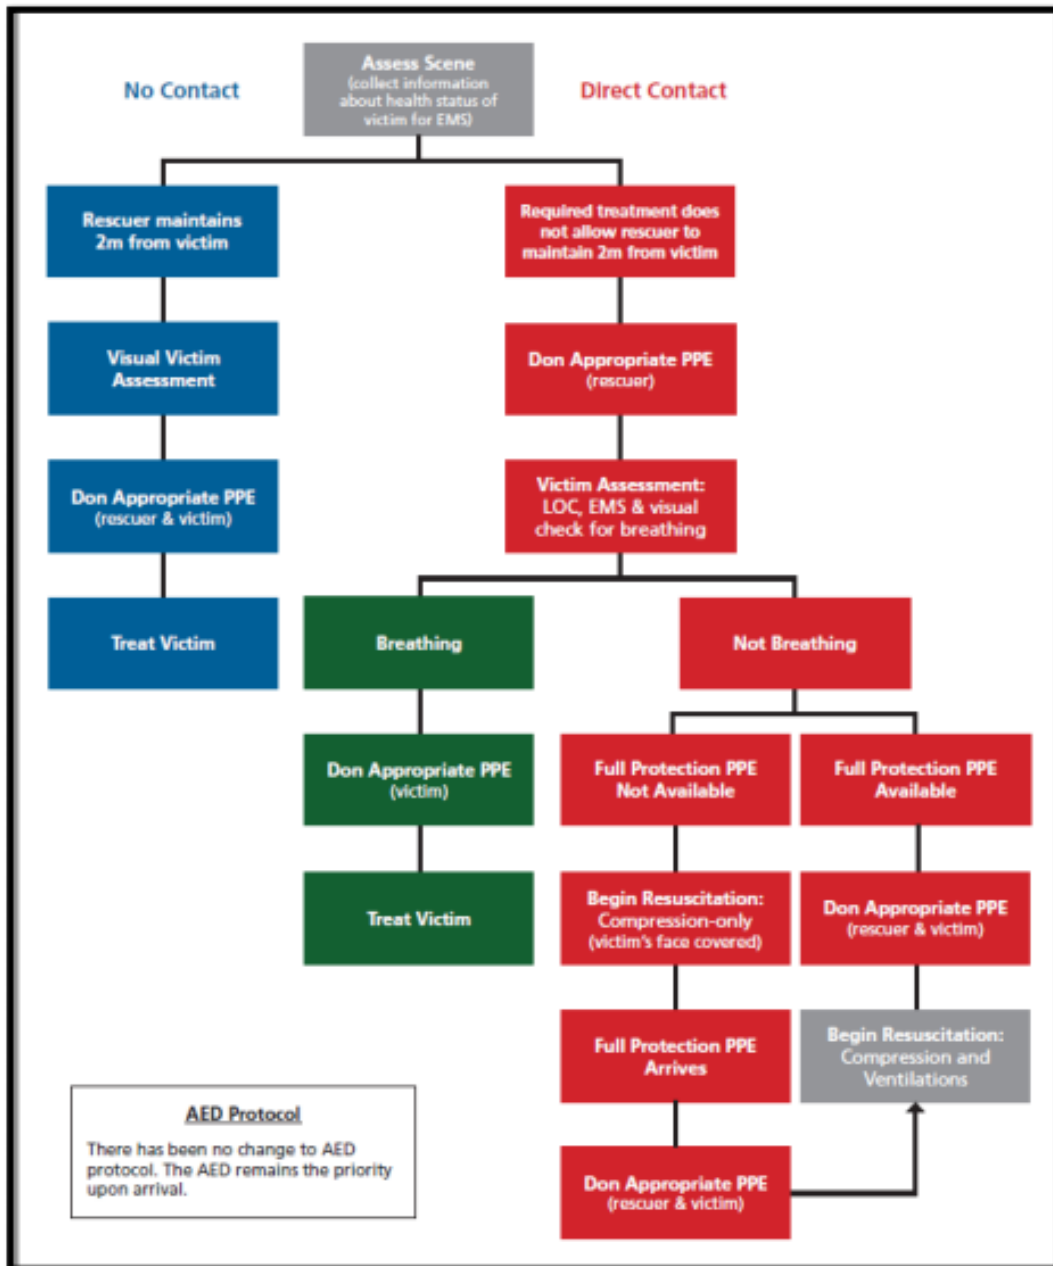 Assess Scene
(collect information
about health status of
victim for EMS)
No Contact
Direct Contact
Rescuer maintains
2m from victim
Visual Victim
Assessment
Don Appropriate PPE
(rescuer & victim)
Treat Victim
Required treatment does
not allow rescuer to
maintain 2m from victim
Don Appropriate PPE
(rescuer)
Victim Assessment:
LOC, EMS & visual
check for breathing
Breathing
Don Appropriate PPE
(victim)
Treat Victim
Not Breathing
Full Protection PPE
Not Available
Begin Resuscitation:
Compression-only
(victim's face covered)
Full Protection PPE
Arrives
Don Appropriate PPE
(rescuer & victim)
Full Protection PPE
Available
Don Appropriate PPE
(rescuer & victim)
Begin Resuscitation:
Compression and
Ventilations
AED Protocol
There has been no change to AED
protocol. The AED remains the priority
upon arrival.